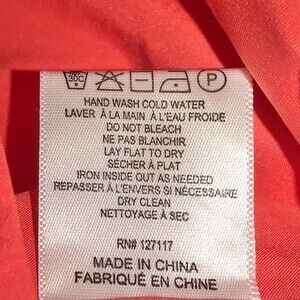 30C P
HAND WASH COLD WATER
LAVER À LA MAIN À L'EAU FROIDE
DO NOT BLEACH
NE PAS BLANCHIR
LAY FLAT TO DRY
SÉCHER À PLAT
IRON INSIDE OUT AS NEEDED
REPASSER À L'ENVERS SI NÉCESSAIRE
DRY CLEAN
NETTOYAGE À SEC
RN# 127117
MADE IN CHINA
FABRIQUÉ EN CHINE